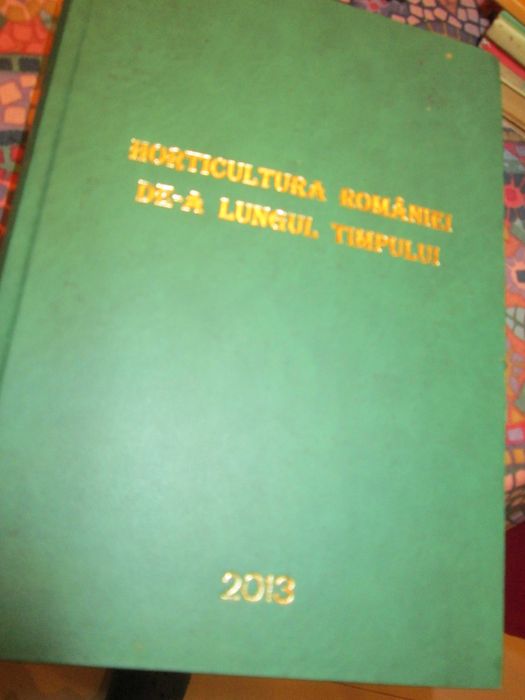 HORTICULTURA ROMÂNIEI
DE-A LUNGUL TIMPULUI
2013